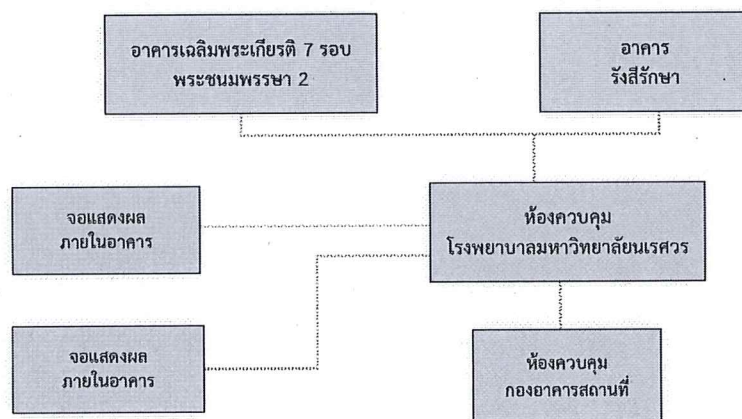 อาคารเฉลิมพระเกียรติ 7 รอบ
พระชนมพรรษา 2
อาคาร
รังสีรักษา
จอแสดงผล
ภายในอาคาร
ห้องควบคุม
โรงพยาบาลมหาวิทยาลัยนเรศวร
จอแสดงผล
ภายในอาคาร
ห้องควบคุม
กองอาคารสถานที่